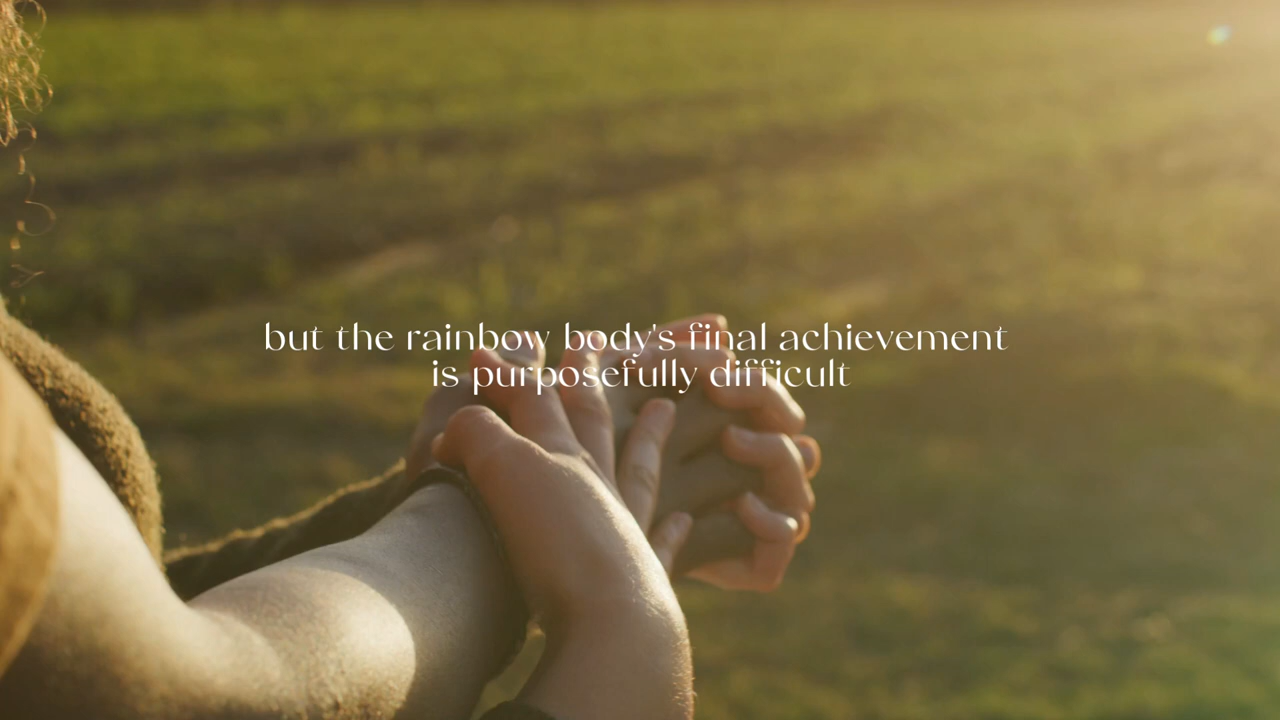 but the rainbow body's final achievement
is purposefully difficult